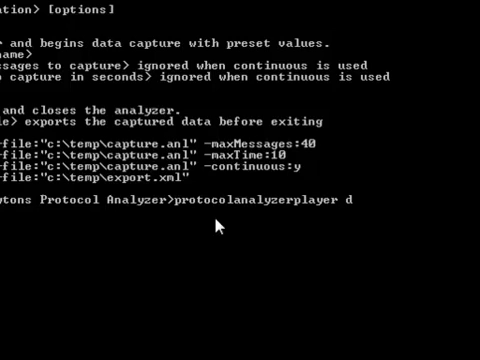 ation> [options]
r and begins data capture with preset values.
name>
ssages to capture> ignored when continuous is used
o capture in seconds> ignored when continuous is used
and closes the analyzer.
le> exports the captured data before exiting
-file:"c:\temp\capture.anl" -maxMessages:40
-file:"c:\temp\capture.anl" -maxTime:10
-file:"c:\temp\capture.anl" -continuous:y
-file:"c:\temp\export.xml"
ytons Protocol Analyzer>protocolanalyzerplayer d